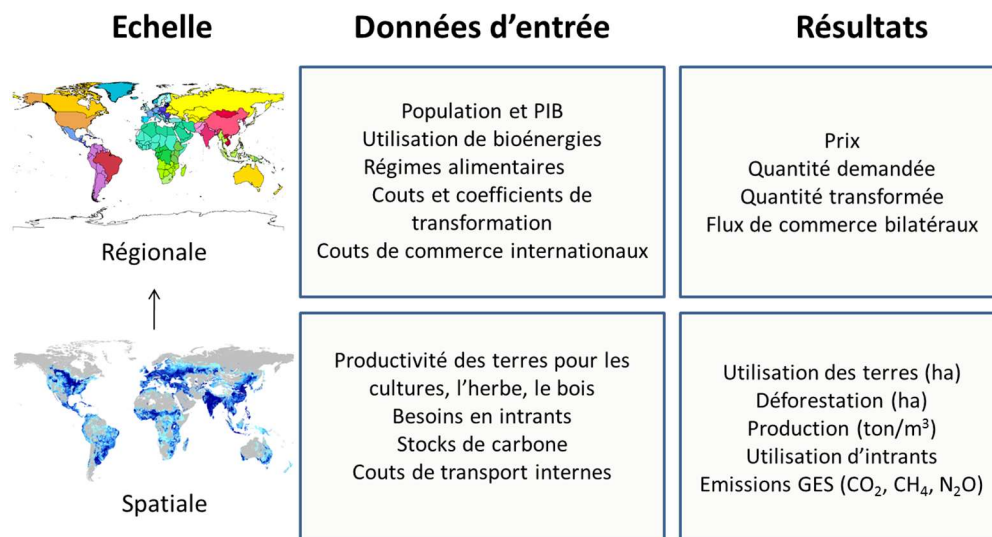 Echelle
Données d'entrée
Résultats
Régionale
Population et PIB
Utilisation de bioénergies
Régimes alimentaires
Couts et coefficients de
transformation
Couts de commerce internationaux
Prix
Quantité demandée
Quantité transformée
Flux de commerce bilatéraux
Spatiale
Productivité des terres pour les
cultures, l'herbe, le bois
Besoins en intrants
Stocks de carbone
Couts de transport internes
Utilisation des terres (ha)
Déforestation (ha)
Production (ton/m³)
Utilisation d'intrants
Emissions GES (CO₂, CH₄, N₂O)